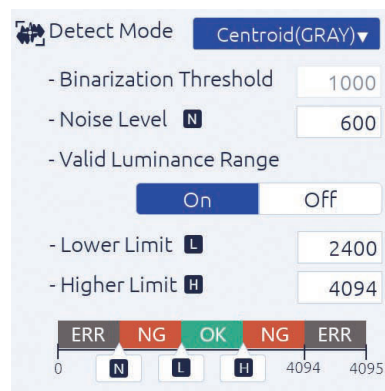 Detect Mode Centroid(GRAY)▾
- Binarization Threshold 1000
- Noise Level N 600
- Valid Luminance Range
On Off
- Lower Limit L 2400
- Higher Limit H 4094
ERR NG OK NG ERR
0 N L H 4094 4095